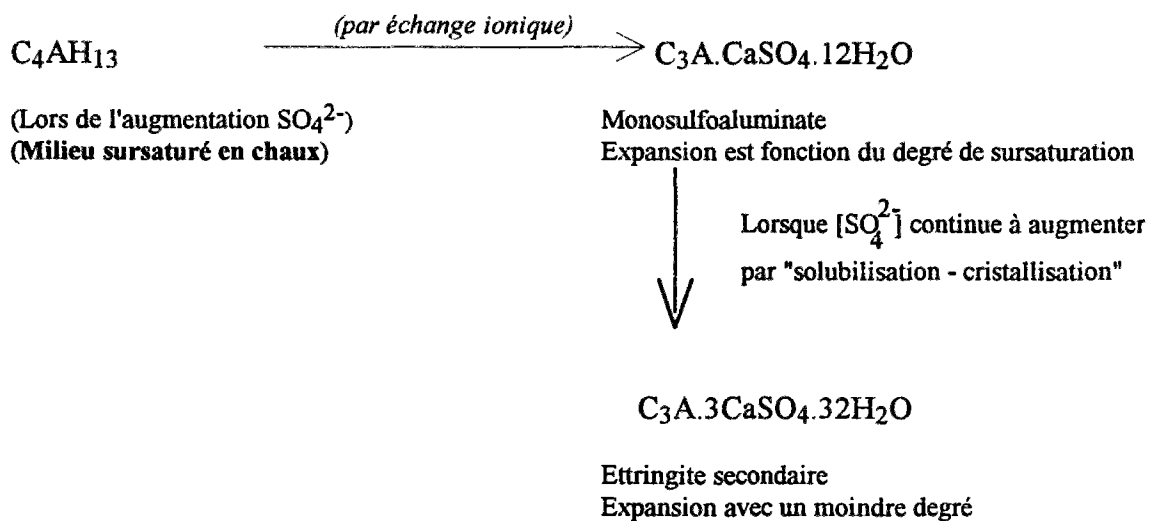 (par échange ionique)
C₄AH₁₃
C₃A.CaSO₄.12H₂O
(Lors de l'augmentation SO₄²⁻)
(Milieu sursaturé en chaux)
Monosulfoaluminate
Expansion est fonction du degré de sursaturation
Lorsque [SO₄²⁻] continue à augmenter
par "solubilisation - cristallisation"
C₃A.3CaSO₄.32H₂O
Ettringite secondaire
Expansion avec un moindre degré